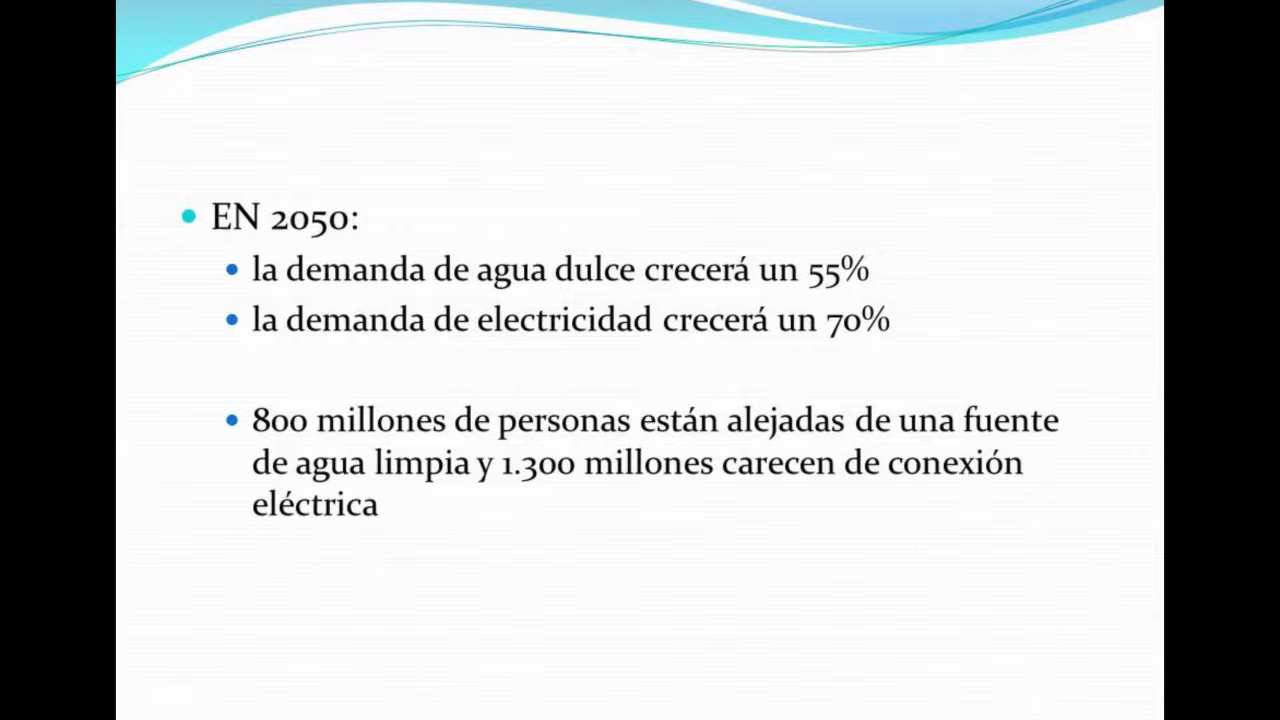 EN 2050:
la demanda de agua dulce crecerá un 55%
la demanda de electricidad crecerá un 70%
800 millones de personas están alejadas de una fuente
de agua limpia y 1.300 millones carecen de conexión
eléctrica